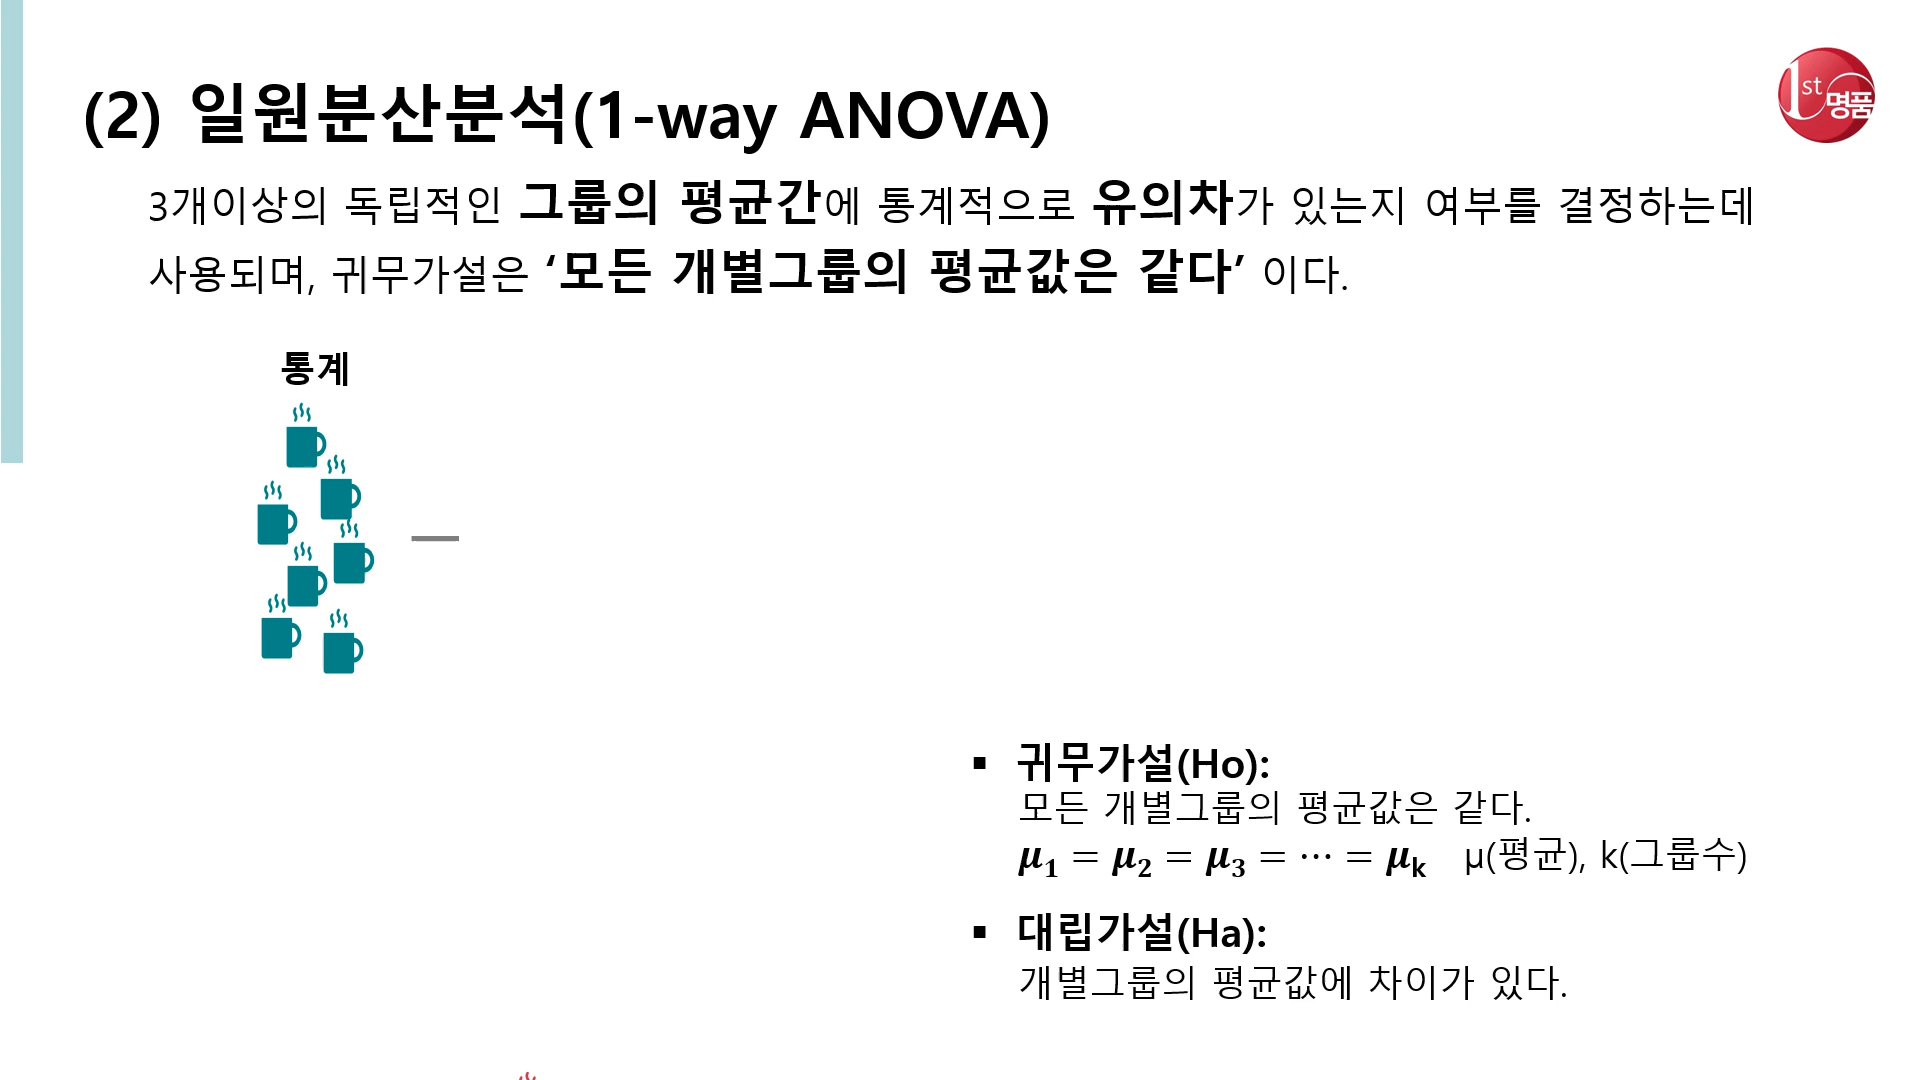 (2) 일원분산분석(1-way ANOVA)
1st 명품
3개이상의 독립적인 그룹의 평균간에 통계적으로 유의차가 있는지 여부를 결정하는데
사용되며, 귀무가설은 ‘모든 개별그룹의 평균값은 같다’ 이다.
통계
▪ 귀무가설(Ho):
모든 개별그룹의 평균값은 같다.
𝝁₁ = 𝝁₂ = 𝝁₃ = ⋯ = 𝝁ₖ μ(평균), k(그룹수)
▪ 대립가설(Ha):
개별그룹의 평균값에 차이가 있다.